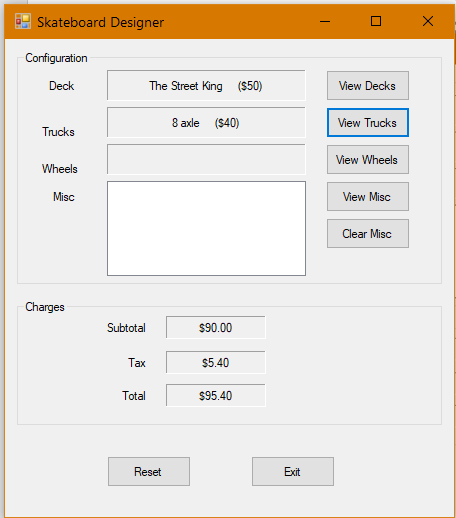 Skateboard Designer
Configuration
Deck The Street King ($50) View Decks
Trucks 8 axle ($40) View Trucks
Wheels View Wheels
Misc View Misc
Clear Misc
Charges
Subtotal $90.00
Tax $5.40
Total $95.40
Reset Exit